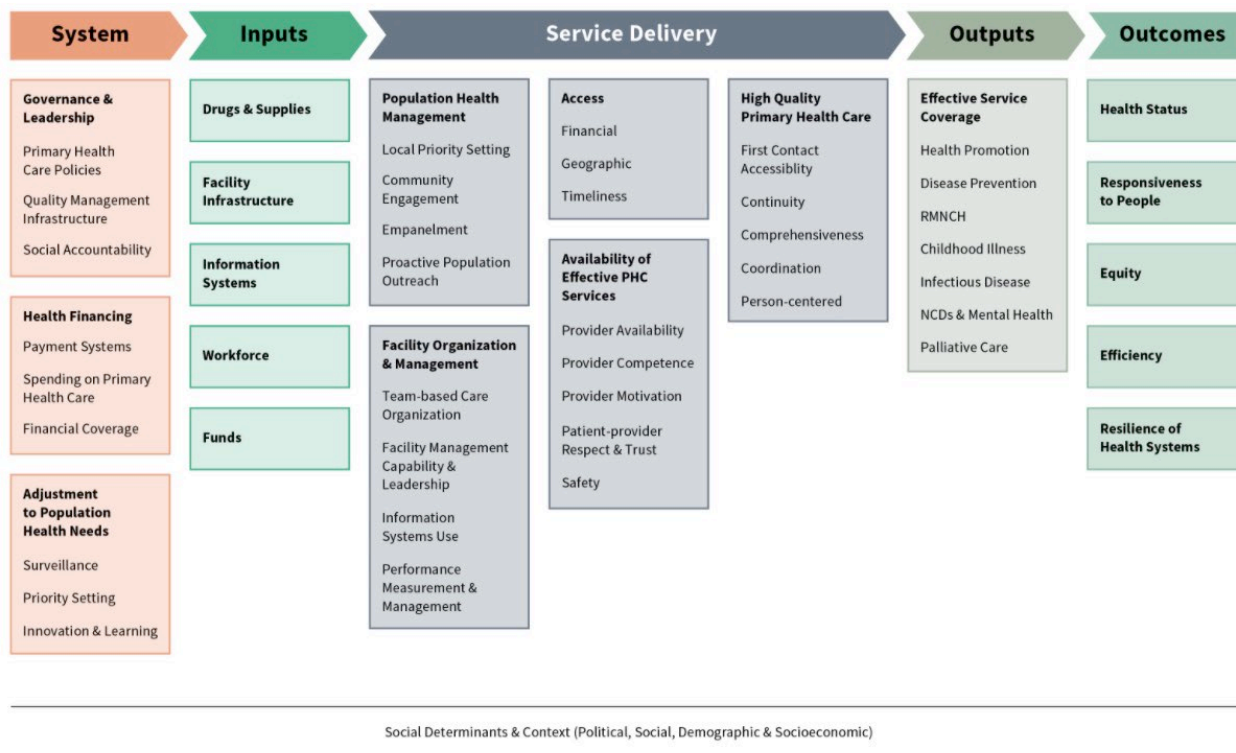 System
Inputs
Service Delivery
Outputs
Outcomes
Governance &
Leadership
Primary Health
Care Policies
Quality Management
Infrastructure
Social Accountability
Health Financing
Payment Systems
Spending on Primary
Health Care
Financial Coverage
Adjustment
to Population
Health Needs
Surveillance
Priority Setting
Innovation & Learning
Drugs & Supplies
Facility
Infrastructure
Information
Systems
Workforce
Funds
Population Health
Management
Local Priority Setting
Community
Engagement
Empanelment
Proactive Population
Outreach
Facility Organization
& Management
Team-based Care
Organization
Facility Management
Capability &
Leadership
Information
Systems Use
Performance
Measurement &
Management
Access
Financial
Geographic
Timeliness
Availability of
Effective PHC
Services
Provider Availability
Provider Competence
Provider Motivation
Patient-provider
Respect & Trust
Safety
High Quality
Primary Health Care
First Contact
Accessiblity
Continuity
Comprehensiveness
Coordination
Person-centered
Effective Service
Coverage
Health Promotion
Disease Prevention
RMNCH
Childhood Illness
Infectious Disease
NCDs & Mental Health
Palliative Care
Health Status
Responsiveness
to People
Equity
Efficiency
Resilience of
Health Systems
Social Determinants & Context (Political, Social, Demographic & Socioeconomic)